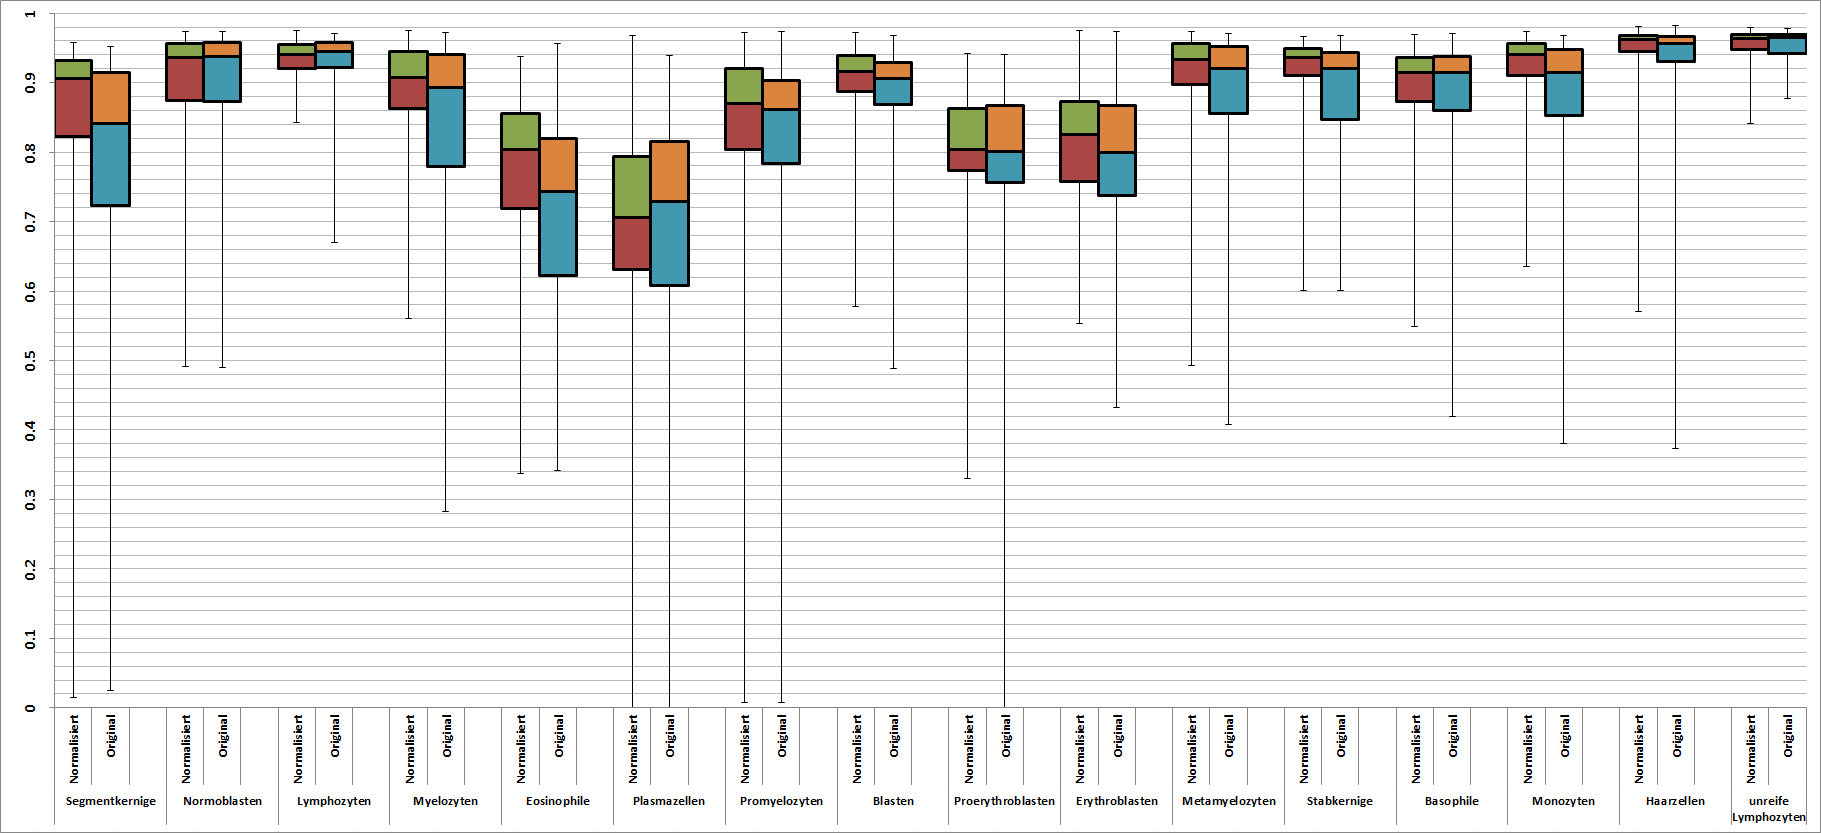 1
0.9
0.8
0.7
0.6
0.5
0.4
0.3
0.2
0.1
0
Normalisiert
Original
Normalisiert
Original
Normalisiert
Original
Normalisiert
Original
Normalisiert
Original
Normalisiert
Original
Normalisiert
Original
Normalisiert
Original
Normalisiert
Original
Normalisiert
Original
Normalisiert
Original
Normalisiert
Original
Normalisiert
Original
Normalisiert
Original
Normalisiert
Original
Normalisiert
Original
Segmentkernige
Normoblasten
Lymphozyten
Myelozyten
Eosinophile
Plasmazellen
Promyelozyten
Blasten
Proerythroblasten
Erythroblasten
Metamyelozyten
Stabkernige
Basophile
Monozyten
Haarzellen
unreife
Lymphozyten